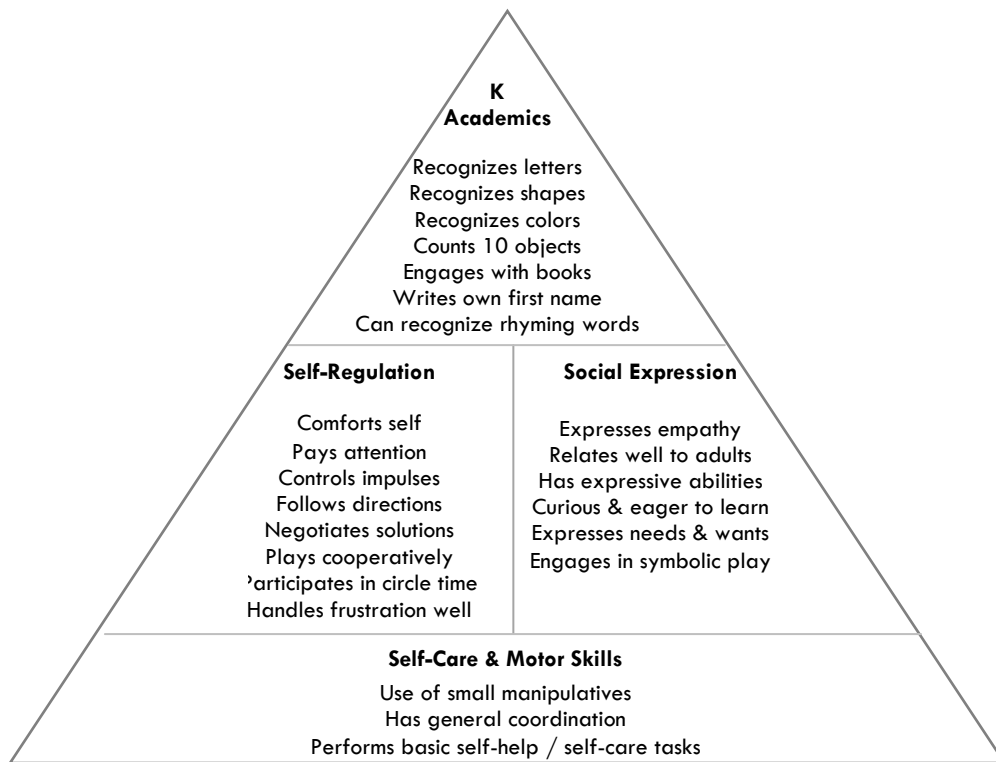 K
Academics
Recognizes letters
Recognizes shapes
Recognizes colors
Counts 10 objects
Engages with books
Writes own first name
Can recognize rhyming words
Self-Regulation
Comforts self
Pays attention
Controls impulses
Follows directions
Negotiates solutions
Plays cooperatively
Participates in circle time
Handles frustration well
Social Expression
Expresses empathy
Relates well to adults
Has expressive abilities
Curious & eager to learn
Expresses needs & wants
Engages in symbolic play
Self-Care & Motor Skills
Use of small manipulatives
Has general coordination
Performs basic self-help / self-care tasks